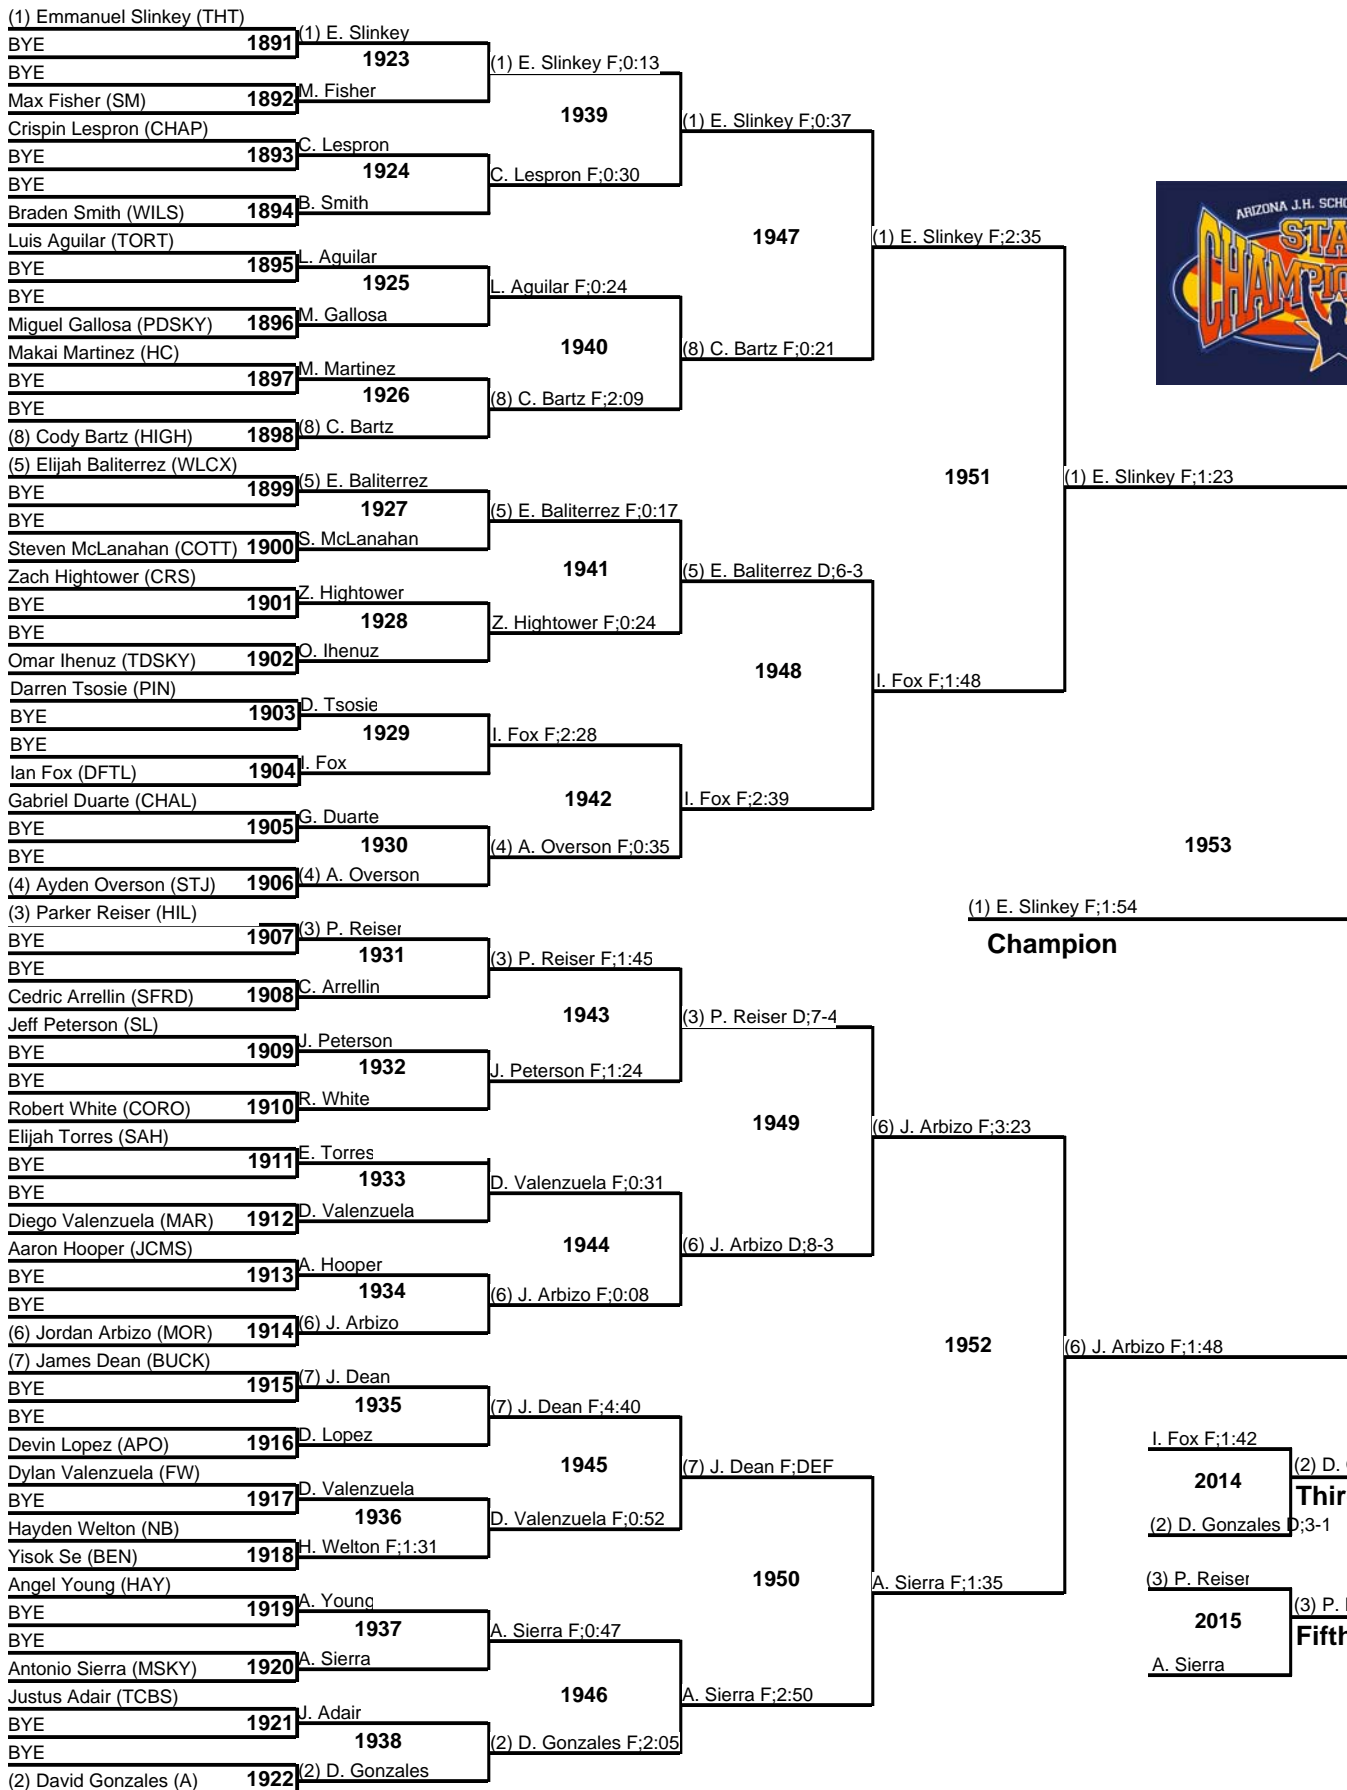 (1) Emmanuel Slinkey (THT)
BYE
1891
BYE
Max Fisher (SM)
1892
Crispin Lespron (CHAP)
BYE
1893
BYE
Braden Smith (WILS)
1894
Luis Aguilar (TORT)
BYE
1895
BYE
Miguel Gallosa (PDSKY)
1896
Makai Martinez (HC)
BYE
1897
BYE
(8) Cody Bartz (HIGH)
1898
(5) Elijah Baliterrez (WLCX)
BYE
1899
BYE
Steven McLanahan (COTT)
1900
Zach Hightower (CRS)
BYE
1901
BYE
Omar Ihenuz (TDSKY)
1902
Darren Tsosie (PIN)
BYE
1903
BYE
Ian Fox (DFTL)
1904
Gabriel Duarte (CHAL)
BYE
1905
BYE
(4) Ayden Overson (STJ)
1906
(3) Parker Reiser (HIL)
BYE
1907
BYE
Cedric Arrellin (SFRD)
1908
Jeff Peterson (SL)
BYE
1909
BYE
Robert White (CORO)
1910
Elijah Torres (SAH)
BYE
1911
BYE
Diego Valenzuela (MAR)
1912
Aaron Hooper (JCMS)
BYE
1913
BYE
(6) Jordan Arbizo (MOR)
1914
(7) James Dean (BUCK)
BYE
1915
BYE
Devin Lopez (APO)
1916
Dylan Valenzuela (FW)
BYE
1917
Hayden Welton (NB)
Yisok Se (BEN)
1918
Angel Young (HAY)
BYE
1919
BYE
Antonio Sierra (MSKY)
1920
Justus Adair (TCBS)
BYE
1921
BYE
(2) David Gonzales (A)
1922
(1) E. Slinkey
1923
M. Fisher
C. Lespron
1924
B. Smith
L. Aguilar
1925
M. Gallosa
M. Martinez
1926
(8) C. Bartz
(5) E. Baliterrez
1927
S. McLanahan
Z. Hightower
1928
O. Ihenuz
D. Tsosie
1929
I. Fox
G. Duarte
1930
(4) A. Overson
(3) P. Reiser
1931
C. Arrellin
J. Peterson
1932
R. White
E. Torres
1933
D. Valenzuela
A. Hooper
1934
(6) J. Arbizo
(7) J. Dean
1935
D. Lopez
D. Valenzuela
1936
H. Welton F;1:31
A. Young
1937
A. Sierra
J. Adair
1938
(2) D. Gonzales
(1) E. Slinkey F;0:13
1939
C. Lespron F;0:30
L. Aguilar F;0:24
1940
(8) C. Bartz F;2:09
(5) E. Baliterrez F;0:17
1941
Z. Hightower F;0:24
I. Fox F;2:28
1942
(4) A. Overson F;0:35
(3) P. Reiser F;1:45
1943
J. Peterson F;1:24
D. Valenzuela F;0:31
1944
(6) J. Arbizo F;0:08
(7) J. Dean F;4:40
1945
D. Valenzuela F;0:52
A. Sierra F;0:47
1946
(2) D. Gonzales F;2:05
(1) E. Slinkey F;0:37
1947
(8) C. Bartz F;0:21
(5) E. Baliterrez D;6-3
1948
I. Fox F;2:39
(3) P. Reiser D;7-4
1949
(6) J. Arbizo D;8-3
(7) J. Dean F;DEF
1950
A. Sierra F;2:50
(1) E. Slinkey F;2:35
1951
I. Fox F;1:48
(6) J. Arbizo F;3:23
1952
A. Sierra F;1:35
ARIZONA J.H. SCHO
STA
CHAMPIO
(1) E. Slinkey F;1:23
1953
(6) J. Arbizo F;1:48
(1) E. Slinkey F;1:54
Champion
I. Fox F;1:42
2014
(2) D. Gonzales D;3-1
(2) D.
Thir
(3) P. Reiser
2015
A. Sierra
(3) P.
Fifth